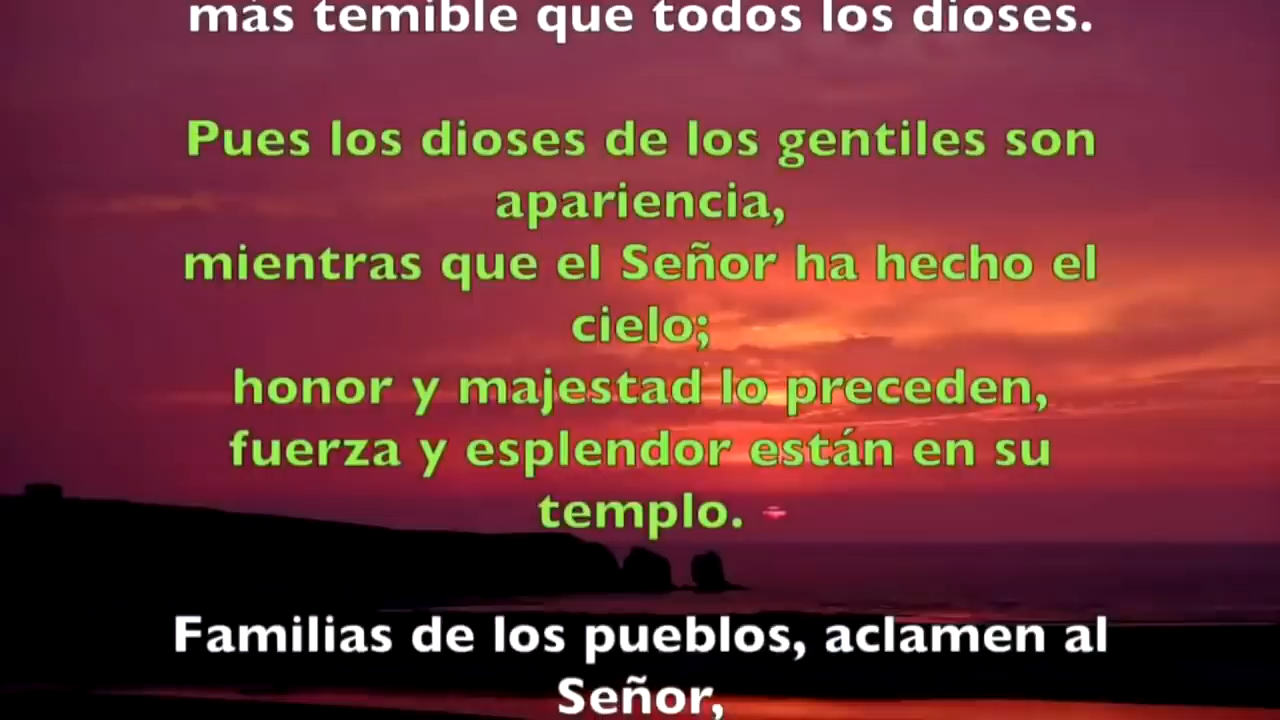 más temible que todos los dioses.
Pues los dioses de los gentiles son
apariencia,
mientras que el Señor ha hecho el
cielo;
honor y majestad lo preceden,
fuerza y esplendor están en su
templo.
Familias de los pueblos, aclamen al
Señor,